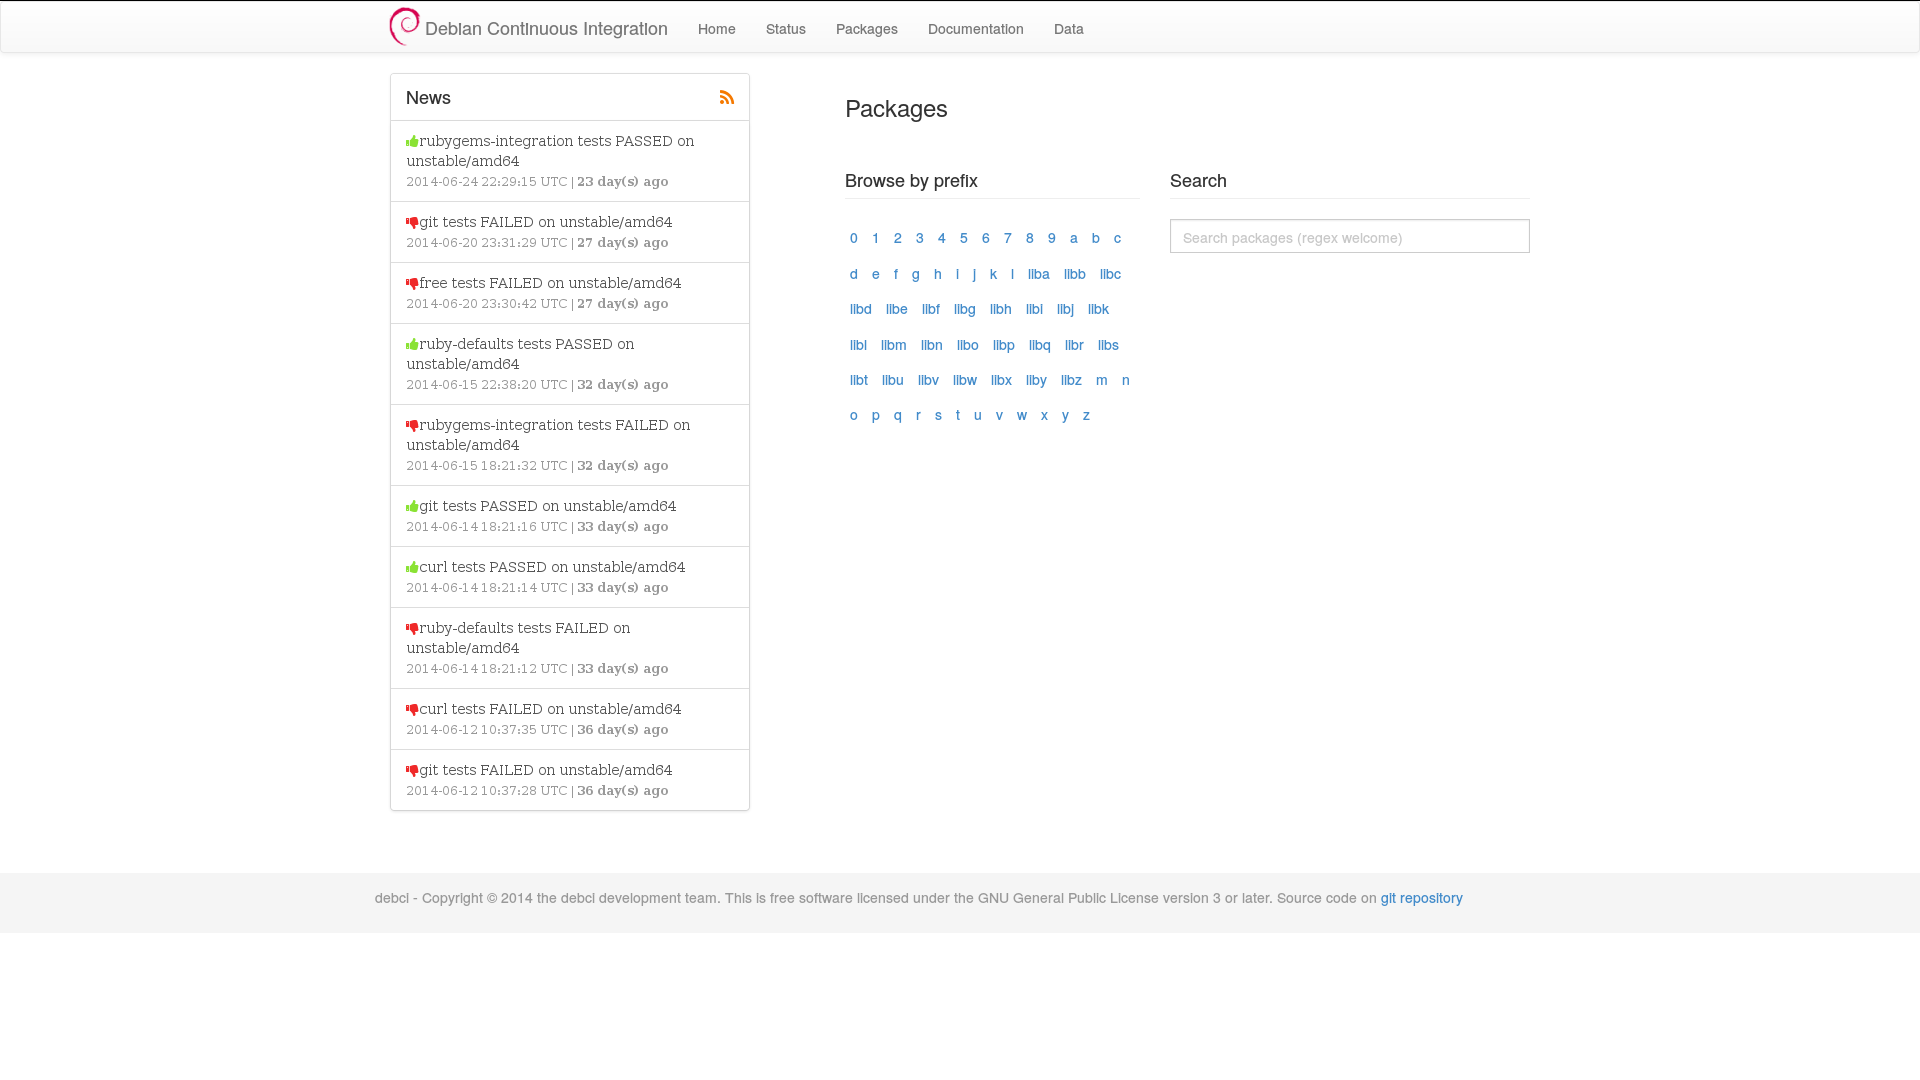 Debian Continuous Integration Home Status Packages Documentation Data
News
rubygems-integration tests PASSED on
unstable/amd64
2014-06-24 22:29:15 UTC | 23 day(s) ago
git tests FAILED on unstable/amd64
2014-06-20 23:31:29 UTC | 27 day(s) ago
free tests FAILED on unstable/amd64
2014-06-20 23:30:42 UTC | 27 day(s) ago
ruby-defaults tests PASSED on
unstable/amd64
2014-06-15 22:38:20 UTC | 32 day(s) ago
rubygems-integration tests FAILED on
unstable/amd64
2014-06-15 18:21:32 UTC | 32 day(s) ago
git tests PASSED on unstable/amd64
2014-06-14 18:21:16 UTC | 33 day(s) ago
curl tests PASSED on unstable/amd64
2014-06-14 18:21:14 UTC | 33 day(s) ago
ruby-defaults tests FAILED on
unstable/amd64
2014-06-14 18:21:12 UTC | 33 day(s) ago
curl tests FAILED on unstable/amd64
2014-06-12 10:37:35 UTC | 36 day(s) ago
git tests FAILED on unstable/amd64
2014-06-12 10:37:28 UTC | 36 day(s) ago
Packages
Browse by prefix
0 1 2 3 4 5 6 7 8 9 a b c
d e f g h i j k l liba libb libc
libd libe libf libg libh libi libj libk
libl libm libn libo libp libq libr libs
libt libu libv libw libx liby libz m n
o p q r s t u v w x y z
Search
Search packages (regex welcome)
debci - Copyright © 2014 the debci development team. This is free software licensed under the GNU General Public License version 3 or later. Source code on git repository